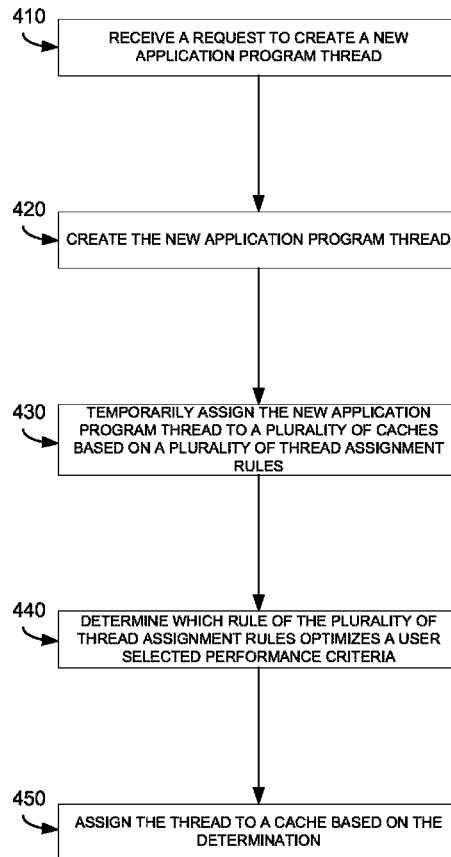 410
RECEIVE A REQUEST TO CREATE A NEW
APPLICATION PROGRAM THREAD
420
CREATE THE NEW APPLICATION PROGRAM THREAD
430
TEMPORARILY ASSIGN THE NEW APPLICATION
PROGRAM THREAD TO A PLURALITY OF CACHES
BASED ON A PLURALITY OF THREAD ASSIGNMENT
RULES
440
DETERMINE WHICH RULE OF THE PLURALITY OF
THREAD ASSIGNMENT RULES OPTIMIZES A USER
SELECTED PERFORMANCE CRITERIA
450
ASSIGN THE THREAD TO A CACHE BASED ON THE
DETERMINATION